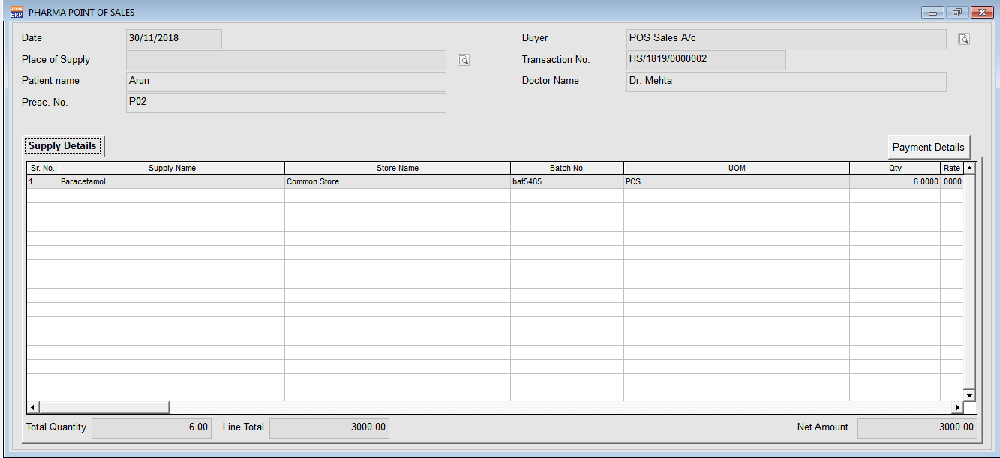 Udyog ERP PHARMA POINT OF SALES
Date 30/11/2018 Buyer POS Sales A/c
Place of Supply Transaction No. HS/1819/0000002
Patient name Arun Doctor Name Dr. Mehta
Presc. No. P02
Supply Details Payment Details
Sr. No. Supply Name Store Name Batch No. UOM Qty Rate
1 Paracetamol Common Store bat5485 PCS 6.0000 .0000
Total Quantity 6.00 Line Total 3000.00 Net Amount 3000.00